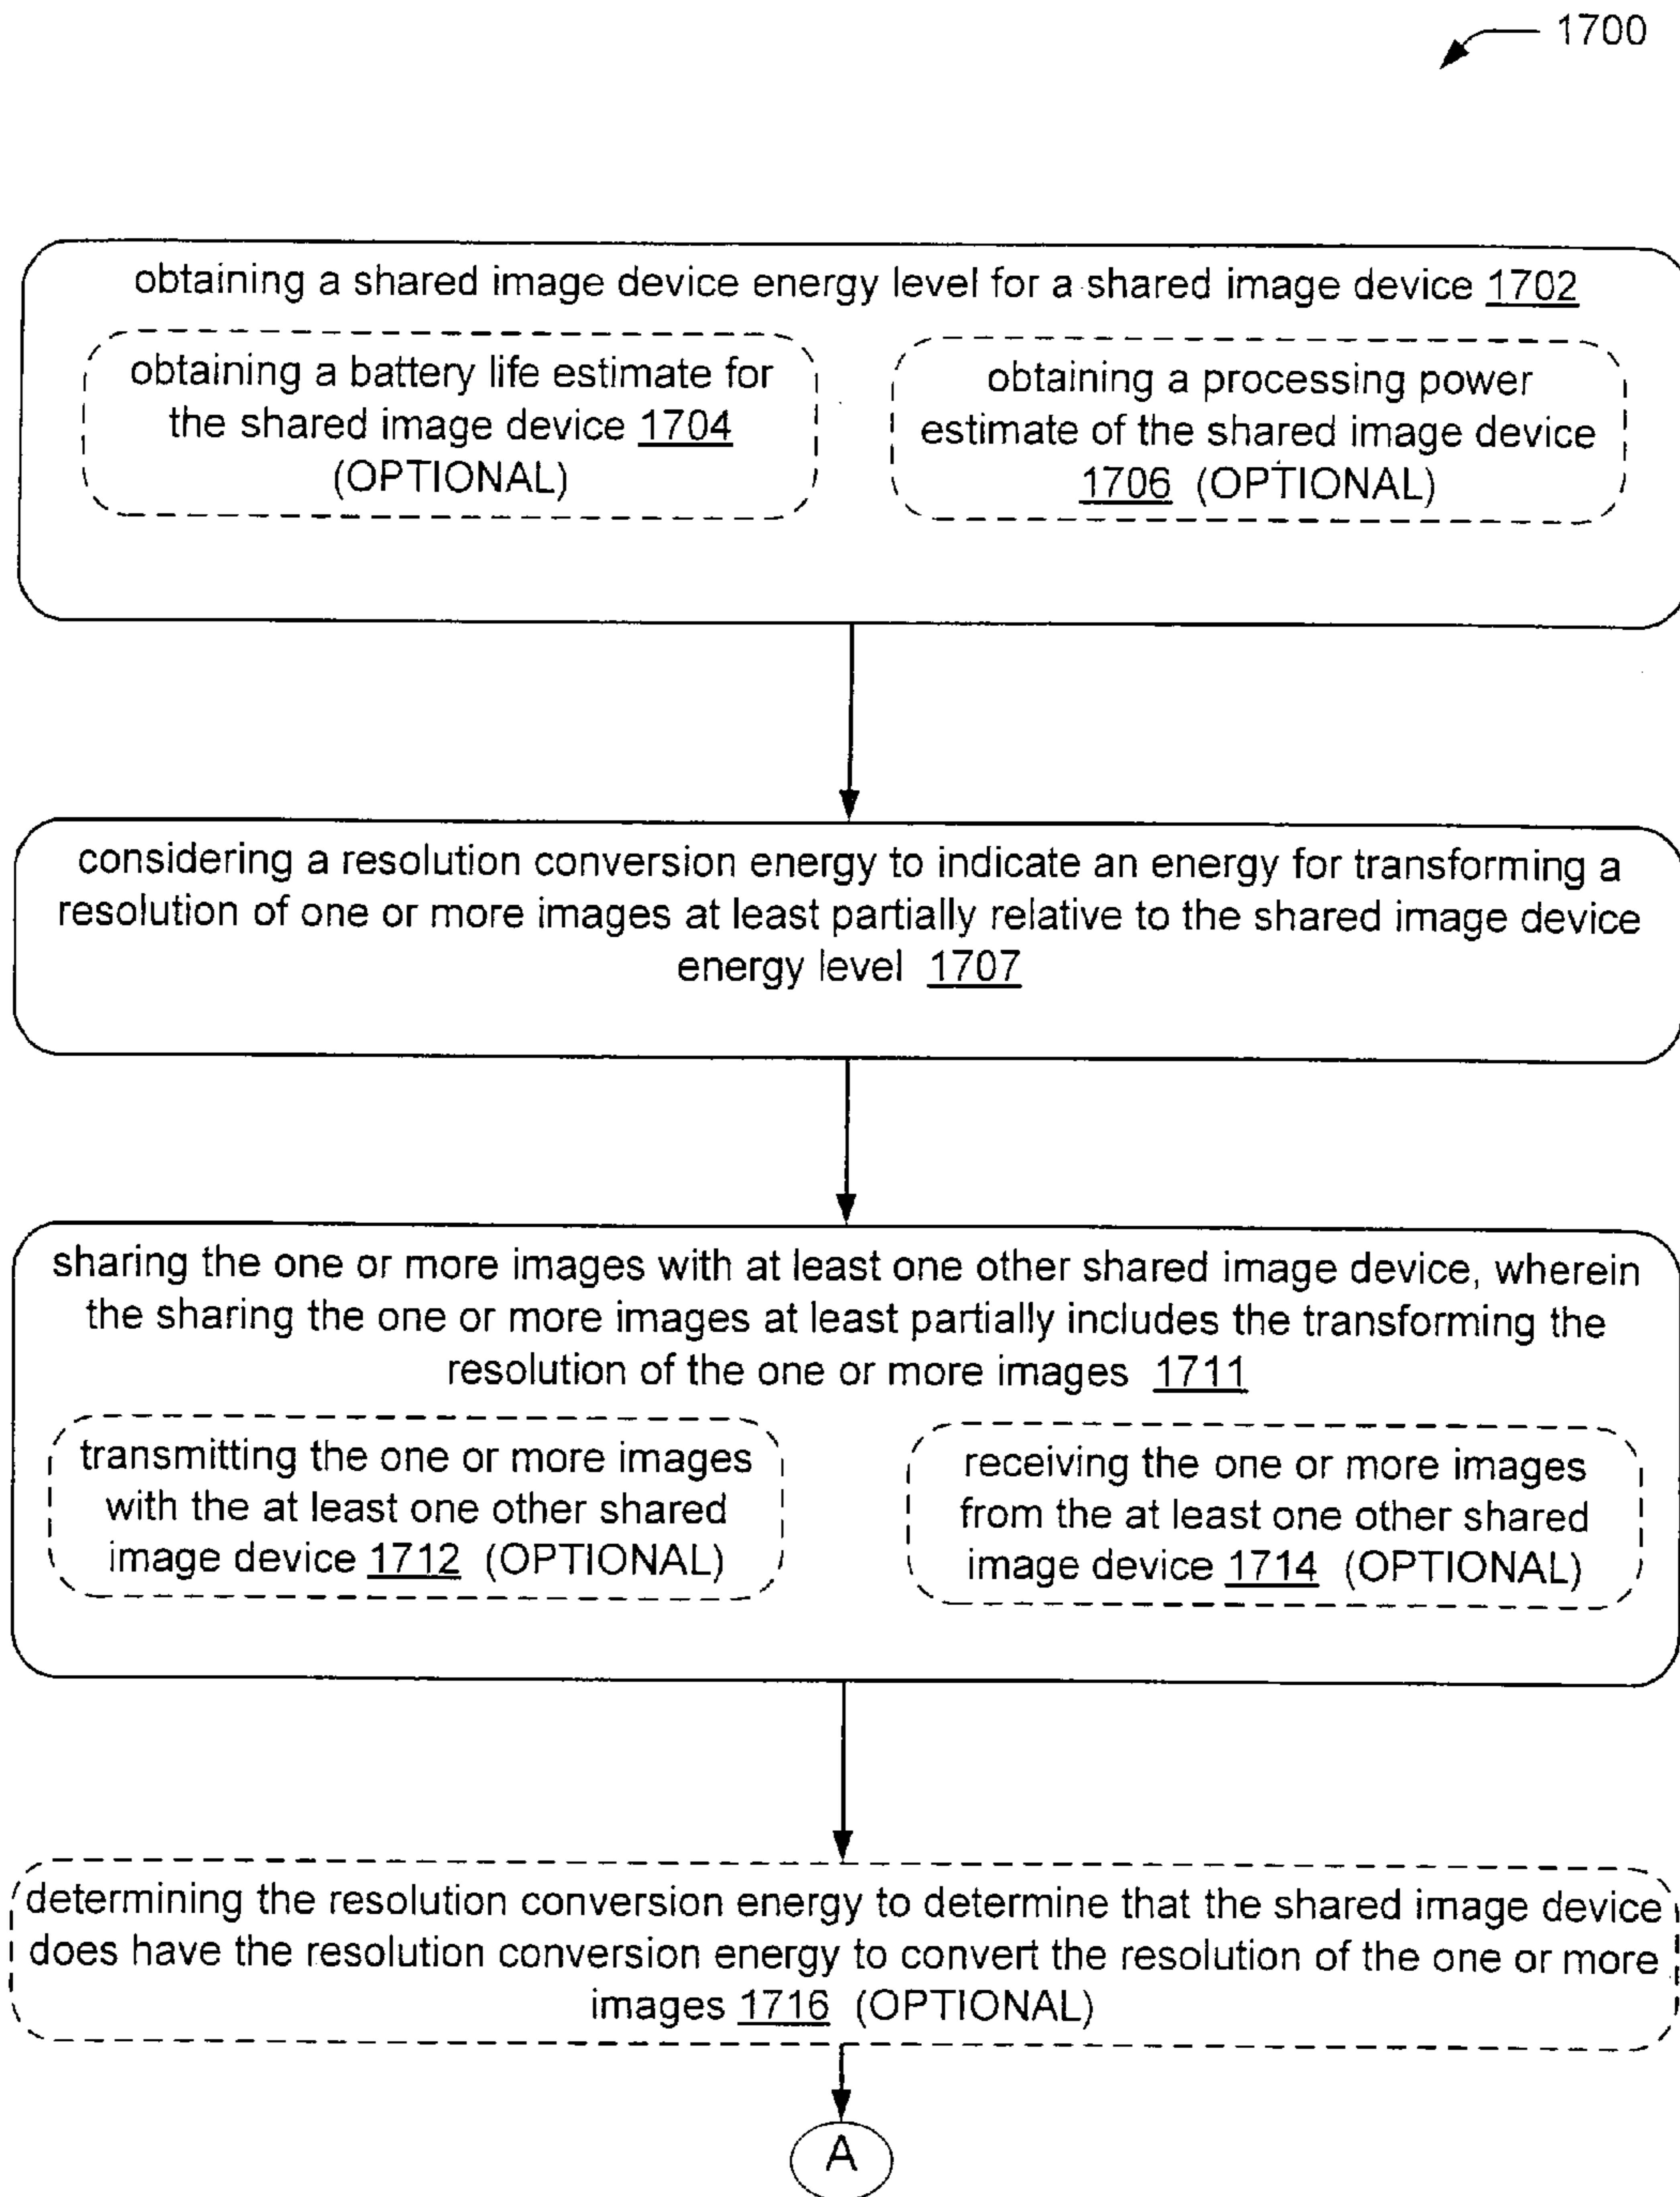 1700
obtaining a shared image device energy level for a shared image device 1702
obtaining a battery life estimate for
the shared image device 1704
(OPTIONAL)
obtaining a processing power
estimate of the shared image device
1706 (OPTIONAL)
considering a resolution conversion energy to indicate an energy for transforming a
resolution of one or more images at least partially relative to the shared image device
energy level 1707
sharing the one or more images with at least one other shared image device, wherein
the sharing the one or more images at least partially includes the transforming the
resolution of the one or more images 1711
transmitting the one or more images
with the at least one other shared
image device 1712 (OPTIONAL)
receiving the one or more images
from the at least one other shared
image device 1714 (OPTIONAL)
determining the resolution conversion energy to determine that the shared image device
does have the resolution conversion energy to convert the resolution of the one or more
images 1716 (OPTIONAL)
A